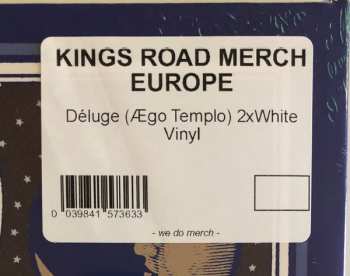 KINGS ROAD MERCH
EUROPE
Déluge (Ægo Templo) 2xWhite
Vinyl
0 039841 573633
- we do merch -